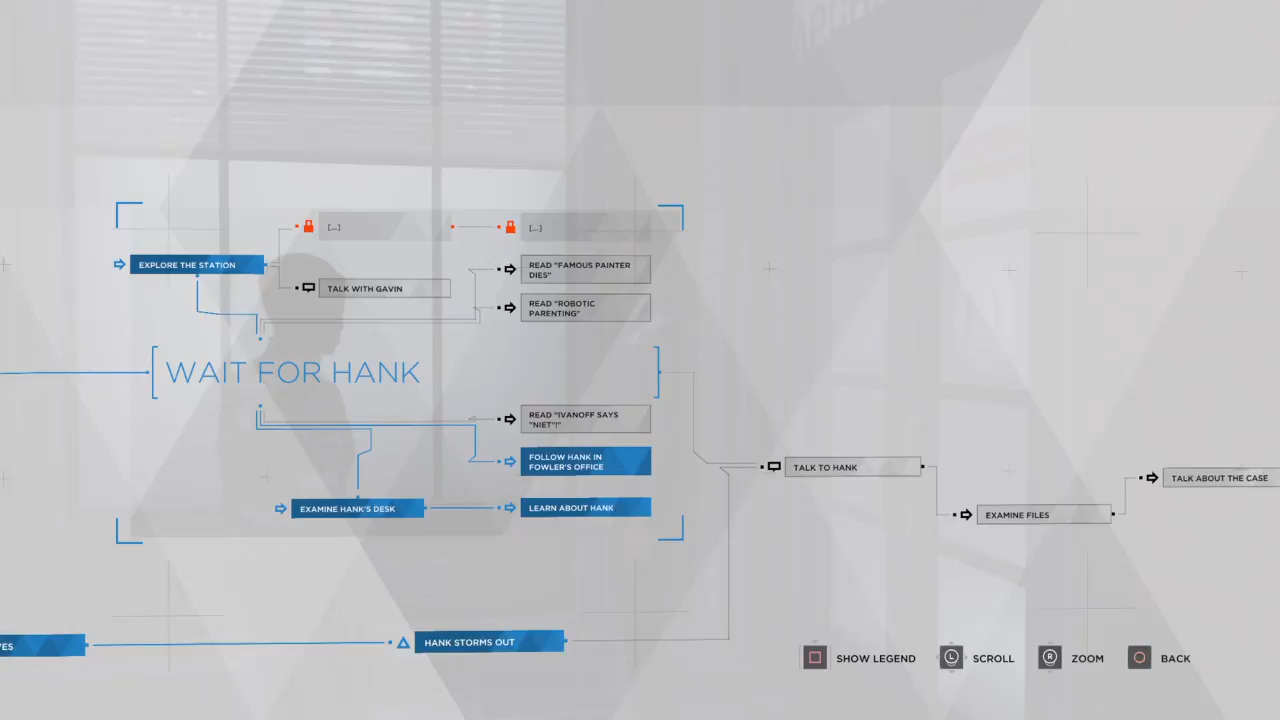 [...]
[...]
EXPLORE THE STATION
READ "FAMOUS PAINTER
DIES"
TALK WITH GAVIN
READ "ROBOTIC
PARENTING"
WAIT FOR HANK
READ "IVANOFF SAYS
"NIET"!"
FOLLOW HANK IN
FOWLER'S OFFICE
EXAMINE HANK'S DESK
LEARN ABOUT HANK
TALK TO HANK
TALK ABOUT THE CASE
EXAMINE FILES
VES
HANK STORMS OUT
SHOW LEGEND
L
SCROLL
R
ZOOM
BACK